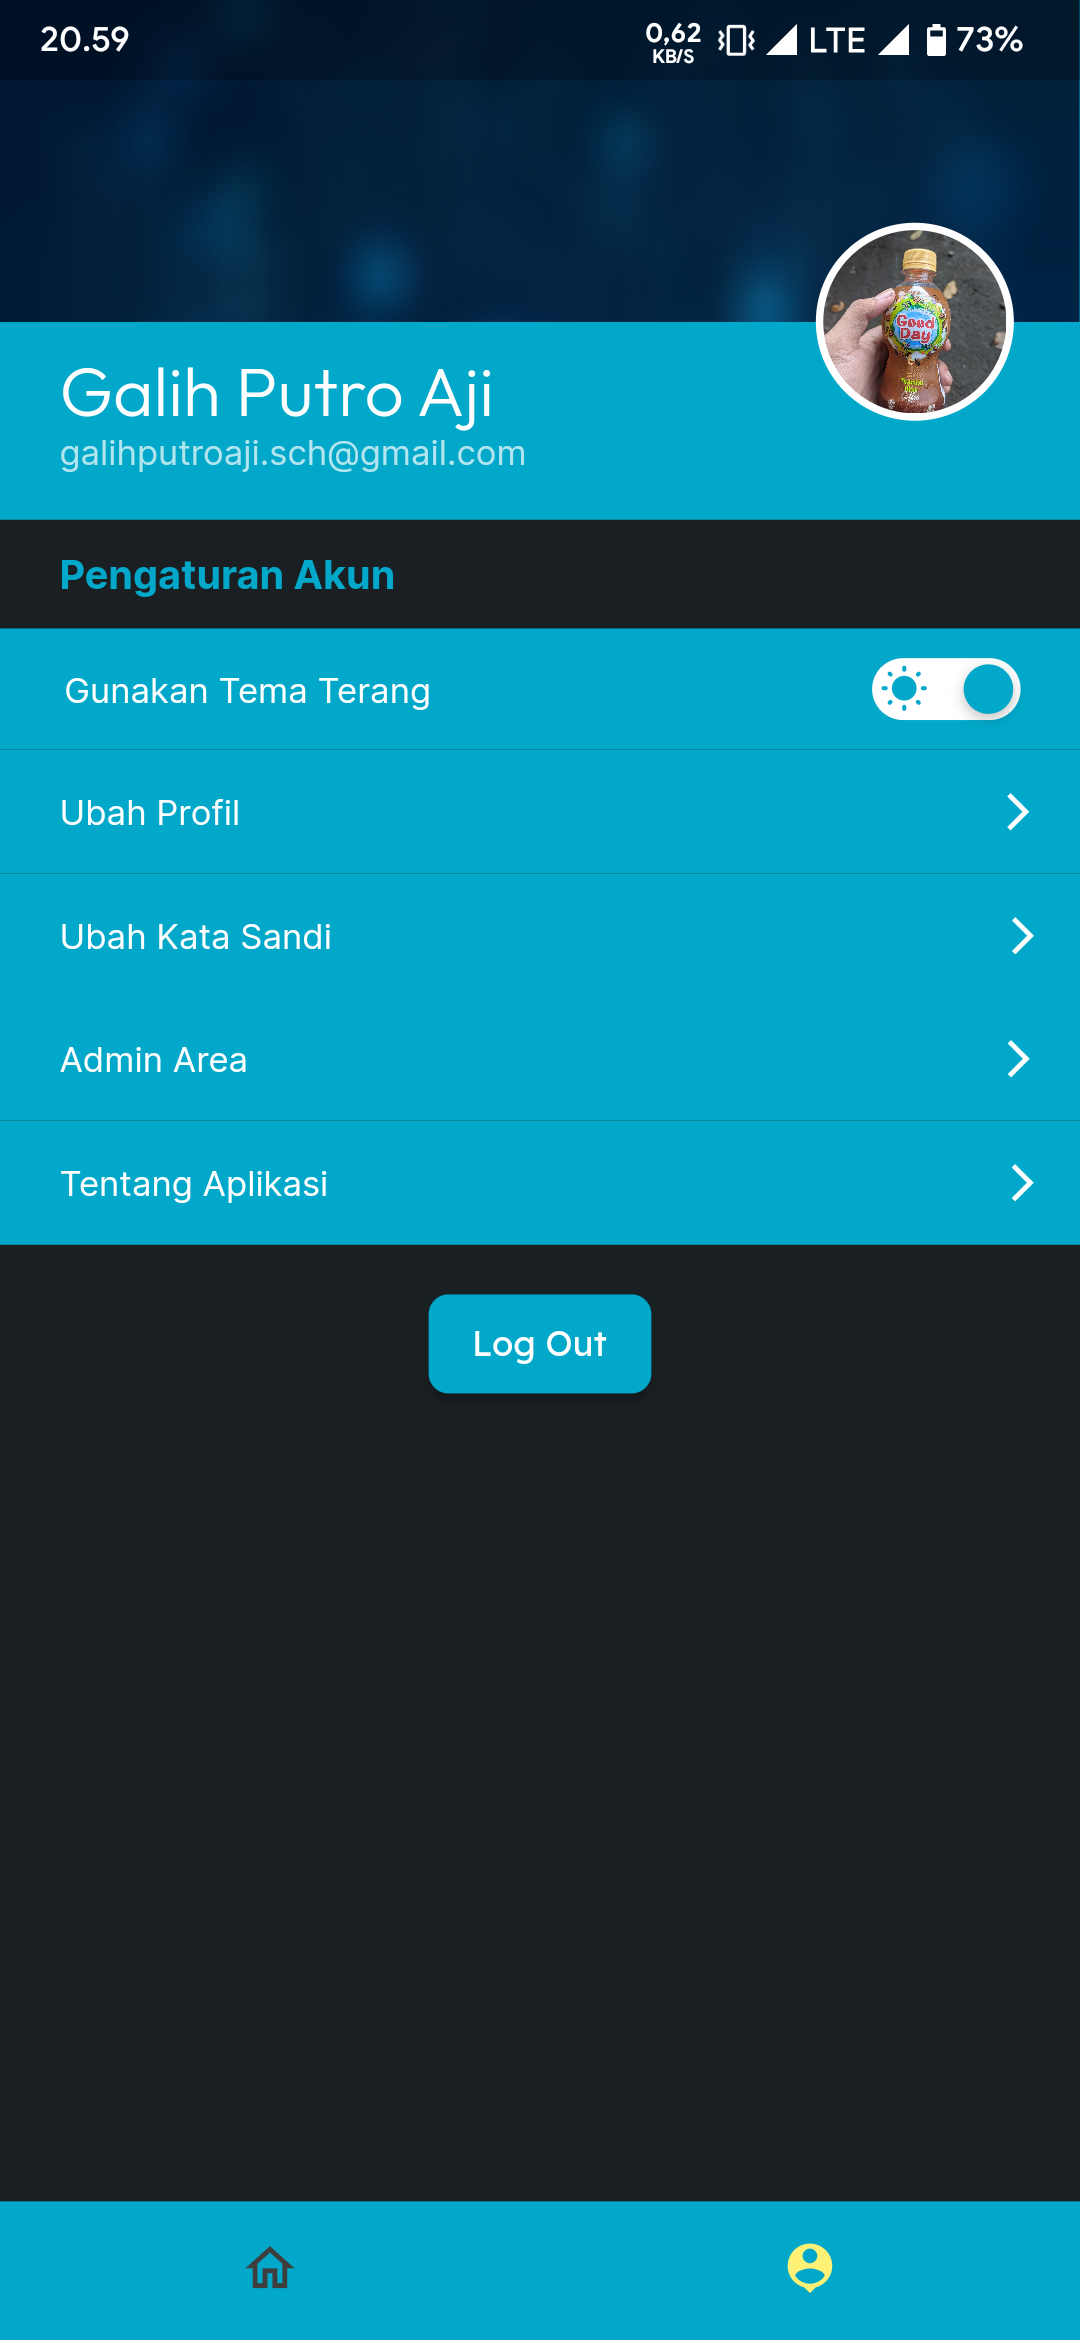 20.59
0,62
KB/S
LTE
73%
Good
Day
Galih Putro Aji
galihputroaji.sch@gmail.com
Pengaturan Akun
Gunakan Tema Terang
Ubah Profil
Ubah Kata Sandi
Admin Area
Tentang Aplikasi
Log Out